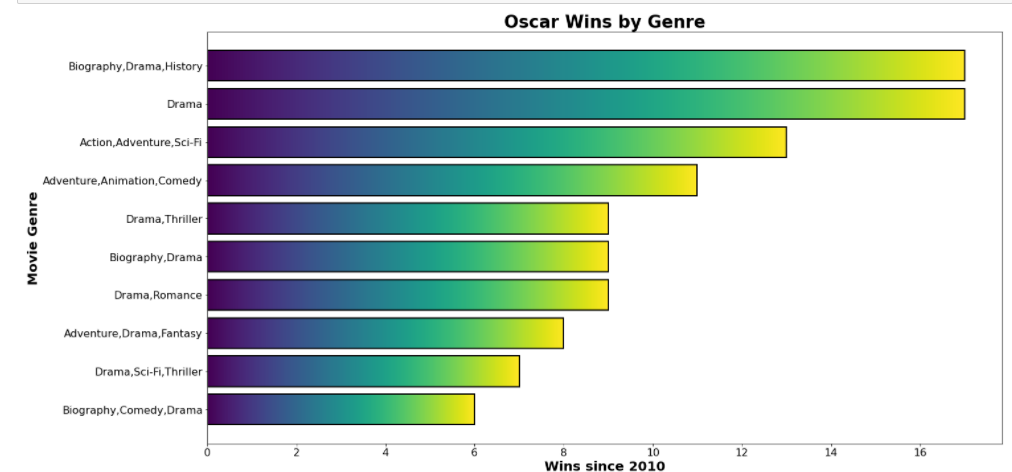 Oscar Wins by Genre
Movie Genre
Biography,Drama,History
Drama
Action,Adventure,Sci-Fi
Adventure,Animation,Comedy
Drama,Thriller
Biography,Drama
Drama,Romance
Adventure,Drama,Fantasy
Drama,Sci-Fi,Thriller
Biography,Comedy,Drama
0 2 4 6 8 10 12 14 16
Wins since 2010